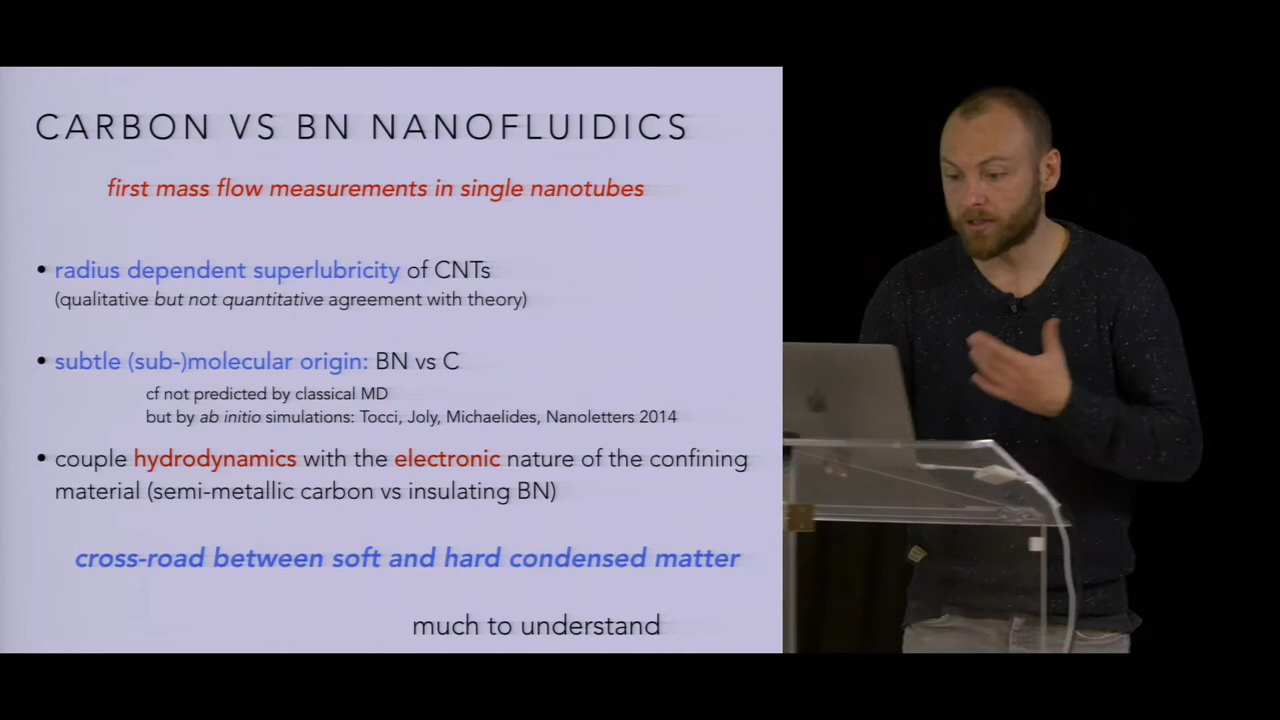 CARBON VS BN NANOFLUIDICS
first mass flow measurements in single nanotubes
• radius dependent superlubricity of CNTs
(qualitative but not quantitative agreement with theory)
• subtle (sub-)molecular origin: BN vs C
cf not predicted by classical MD
but by ab initio simulations: Tocci, Joly, Michaelides, Nanoletters 2014
• couple hydrodynamics with the electronic nature of the confining
material (semi-metallic carbon vs insulating BN)
cross-road between soft and hard condensed matter
much to understand